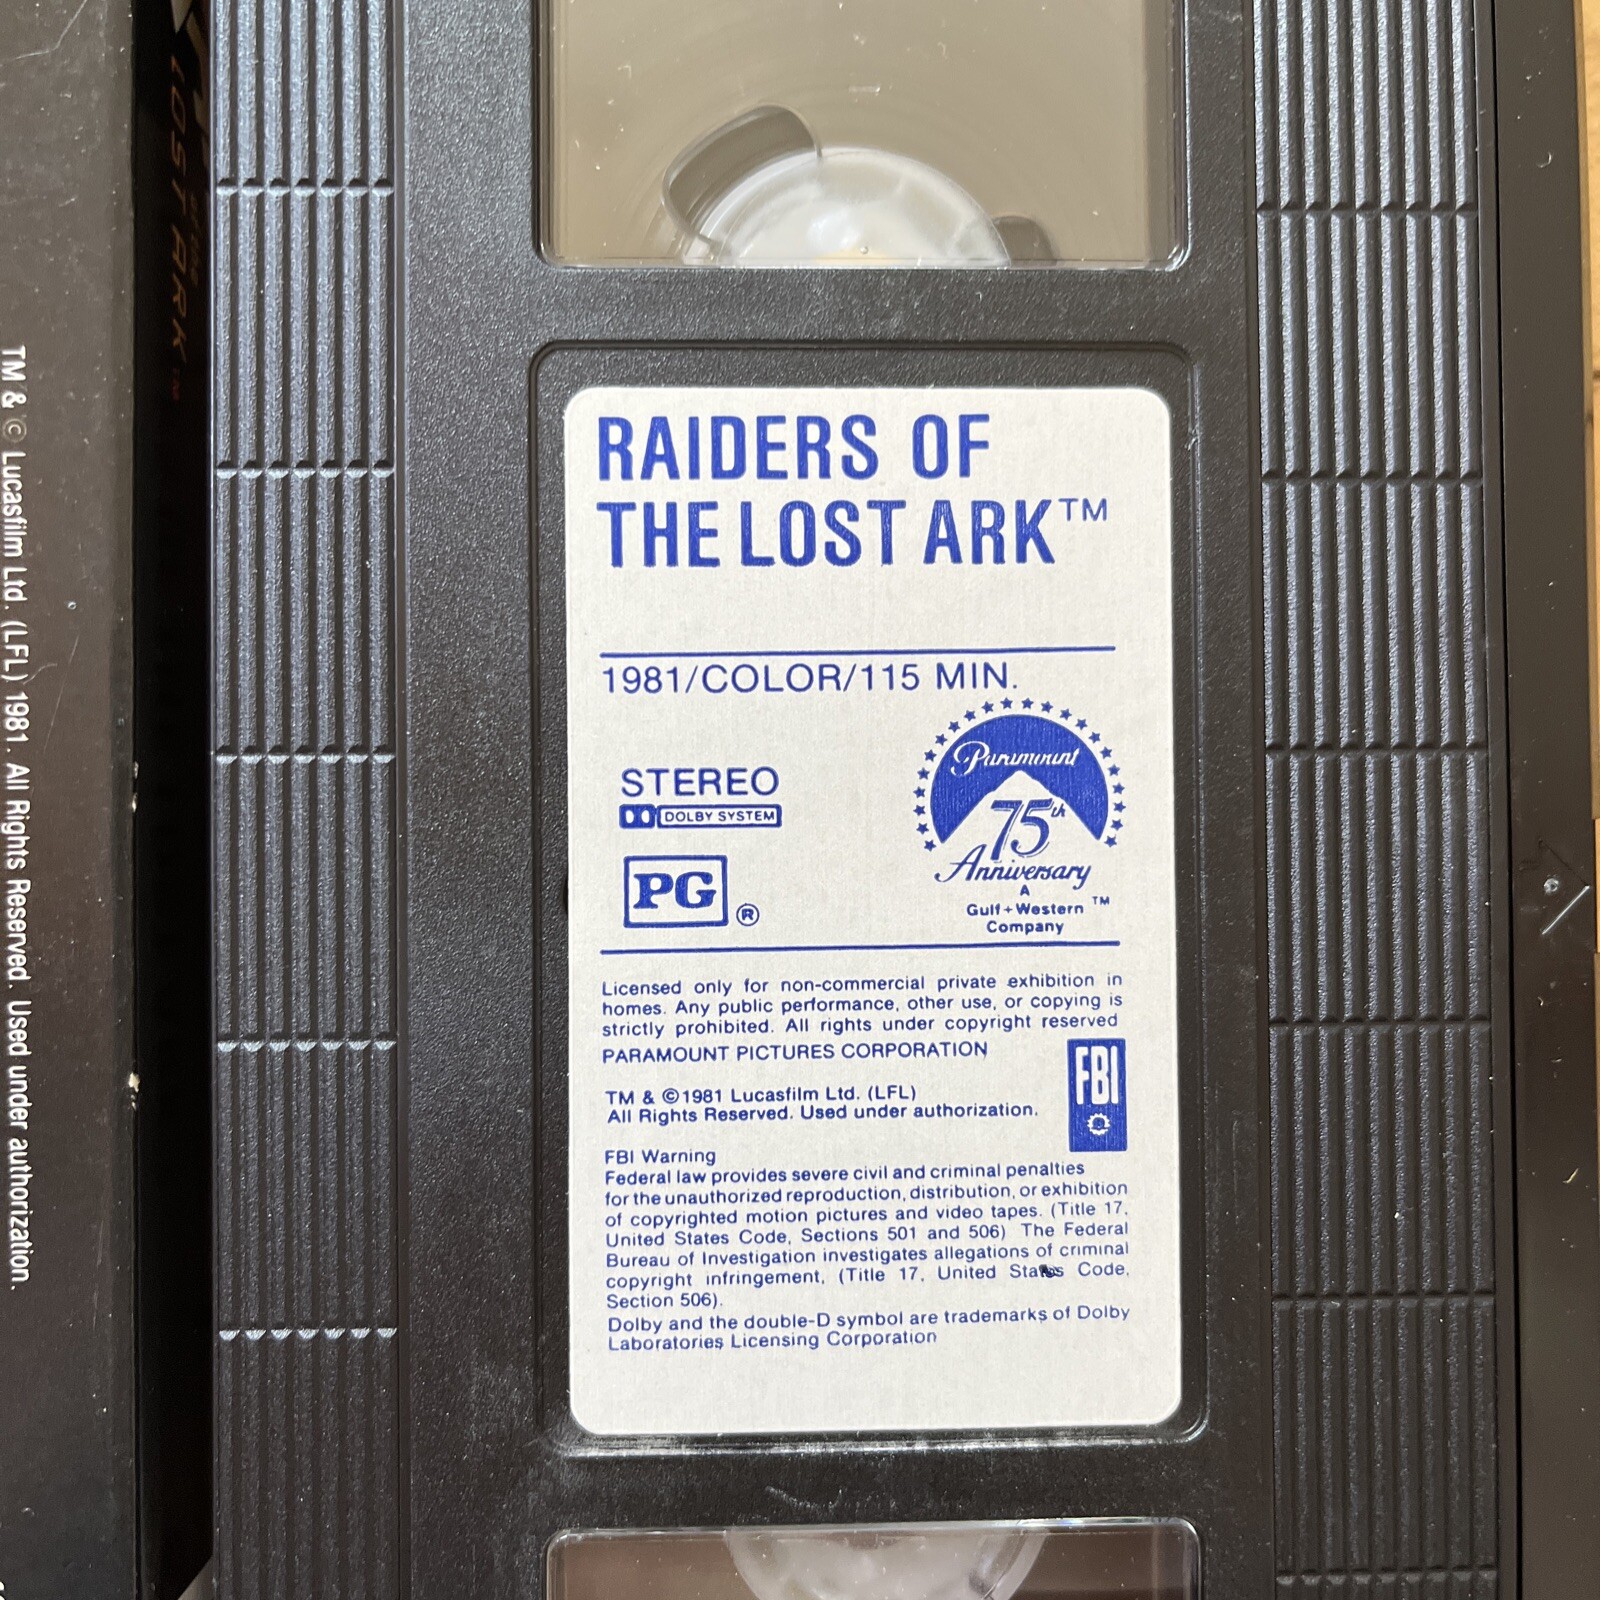 LOST ARK
TM & © Lucasfilm Ltd. (LFL) 1981. All Rights Reserved. Used under authorization.
RAIDERS OF
THE LOST ARK™
1981/COLOR/115 MIN.
STEREO
DOLBY SYSTEM
PG ®
Paramount
75th
Anniversary
A
Gulf+Western ™
Company
Licensed only for non-commercial private exhibition in
homes. Any public performance, other use, or copying is
strictly prohibited. All rights under copyright reserved
PARAMOUNT PICTURES CORPORATION
FBI
TM & ©1981 Lucasfilm Ltd. (LFL)
All Rights Reserved. Used under authorization.
FBI Warning
Federal law provides severe civil and criminal penalties
for the unauthorized reproduction, distribution, or exhibition
of copyrighted motion pictures and video tapes. (Title 17,
United States Code, Sections 501 and 506) The Federal
Bureau of Investigation investigates allegations of criminal
copyright infringement, (Title 17, United States Code,
Section 506).
Dolby and the double-D symbol are trademarks of Dolby
Laboratories Licensing Corporation